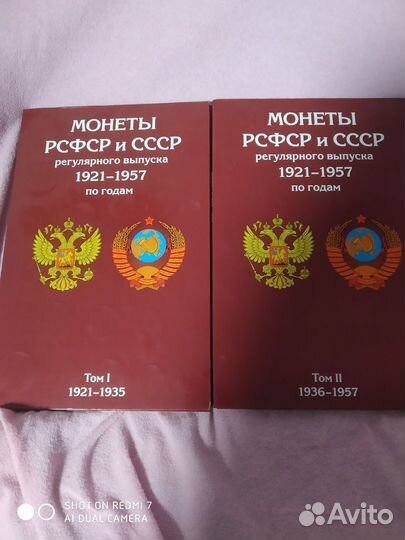 МОНЕТЫ
РСФСР и СССР
регулярного выпуска
1921-1957
по годам
Том I
1921-1935
МОНЕТЫ
РСФСР и СССР
регулярного выпуска
1921-1957
по годам
Том II
1936-1957
SHOT ON REDMI 7
AI DUAL CAMERA
Avito